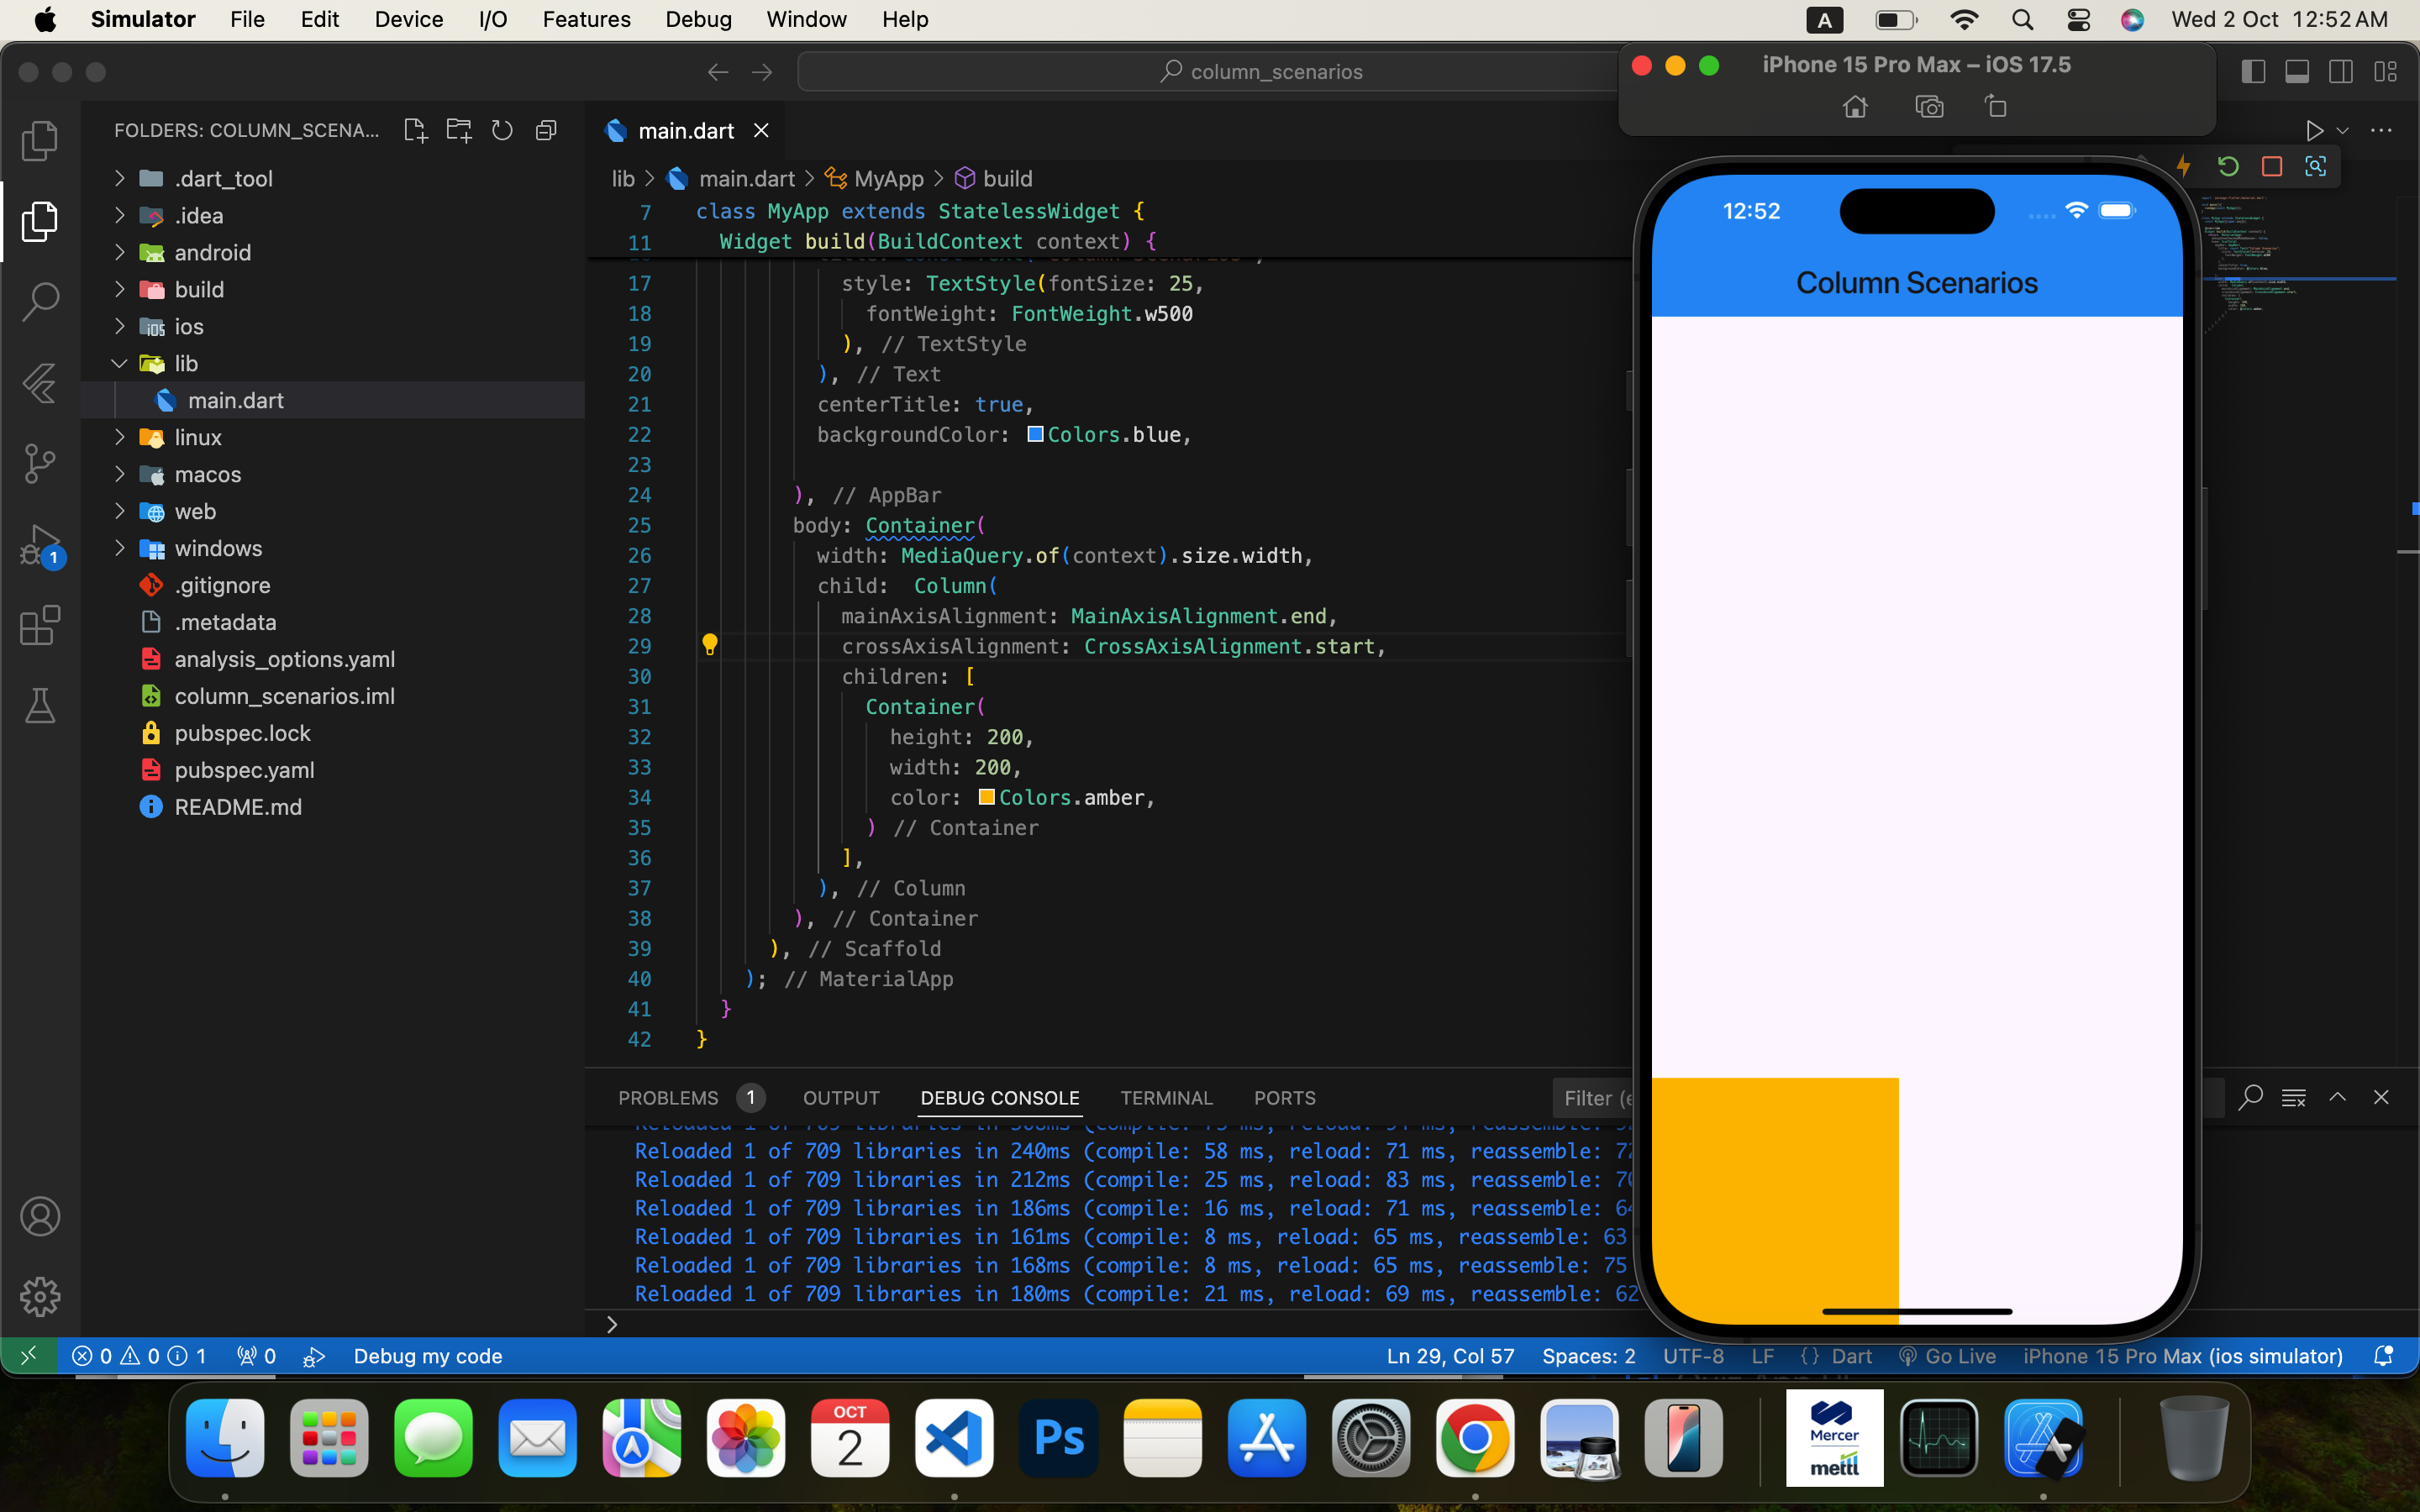 Simulator File Edit Device I/O Features Debug Window Help A Wed 2 Oct 12:52 AM
column_scenarios
iPhone 15 Pro Max – iOS 17.5
FOLDERS: COLUMN_SCENA...
.dart_tool
.idea
android
build
ios
lib
main.dart
linux
macos
web
windows
.gitignore
.metadata
analysis_options.yaml
column_scenarios.iml
pubspec.lock
pubspec.yaml
README.md
1
main.dart
lib > main.dart > MyApp > build
7 class MyApp extends StatelessWidget {
11 Widget build(BuildContext context) {
17 style: TextStyle(fontSize: 25,
18 fontWeight: FontWeight.w500
19 ), // TextStyle
20 ), // Text
21 centerTitle: true,
22 backgroundColor: Colors.blue,
23
24 ), // AppBar
25 body: Container(
26 width: MediaQuery.of(context).size.width,
27 child:  Column(
28 mainAxisAlignment: MainAxisAlignment.end,
29 crossAxisAlignment: CrossAxisAlignment.start,
30 children: [
31 Container(
32 height: 200,
33 width: 200,
34 color: Colors.amber,
35 ) // Container
36 ],
37 ), // Column
38 ), // Container
39 ), // Scaffold
40 ); // MaterialApp
41 }
42 }
12:52
Column Scenarios
PROBLEMS 1 OUTPUT DEBUG CONSOLE TERMINAL PORTS Filter (e
Reloaded 1 of 709 libraries in 240ms (compile: 58 ms, reload: 71 ms, reassemble: 72
Reloaded 1 of 709 libraries in 212ms (compile: 25 ms, reload: 83 ms, reassemble: 70
Reloaded 1 of 709 libraries in 186ms (compile: 16 ms, reload: 71 ms, reassemble: 64
Reloaded 1 of 709 libraries in 161ms (compile: 8 ms, reload: 65 ms, reassemble: 63
Reloaded 1 of 709 libraries in 168ms (compile: 8 ms, reload: 65 ms, reassemble: 75
Reloaded 1 of 709 libraries in 180ms (compile: 21 ms, reload: 69 ms, reassemble: 62
>
0 0 1 0 Debug my code Ln 29, Col 57 Spaces: 2 UTF-8 LF {} Dart Go Live iPhone 15 Pro Max (ios simulator)
OCT
2
Ps
Mercer
mettl